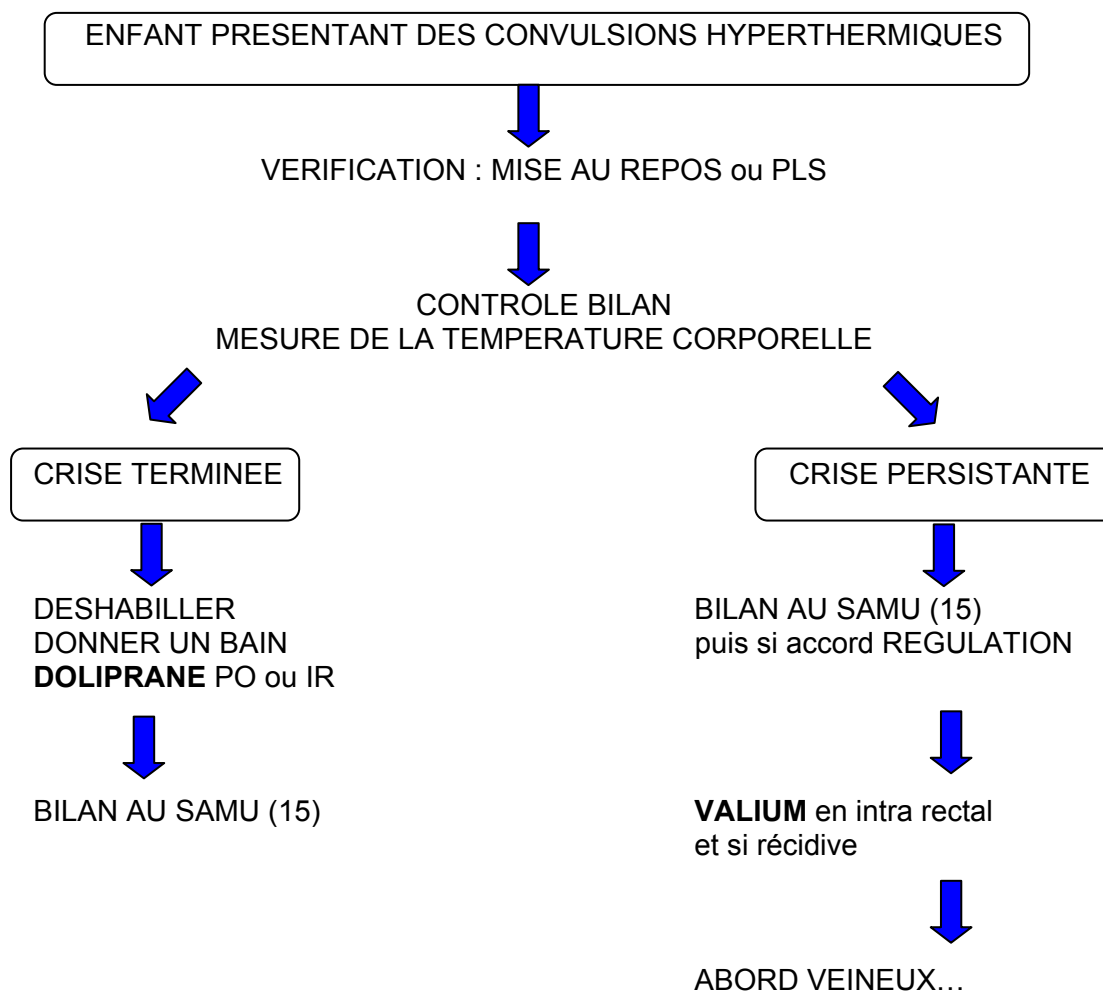 ENFANT PRESENTANT DES CONVULSIONS HYPERTHERMIQUES
VERIFICATION : MISE AU REPOS ou PLS
CONTROLE BILAN
MESURE DE LA TEMPERATURE CORPORELLE
CRISE TERMINEE
DESHABILLER
DONNER UN BAIN
DOLIPRANE PO ou IR
BILAN AU SAMU (15)
CRISE PERSISTANTE
BILAN AU SAMU (15)
puis si accord REGULATION
VALIUM en intra rectal
et si récidive
ABORD VEINEUX…